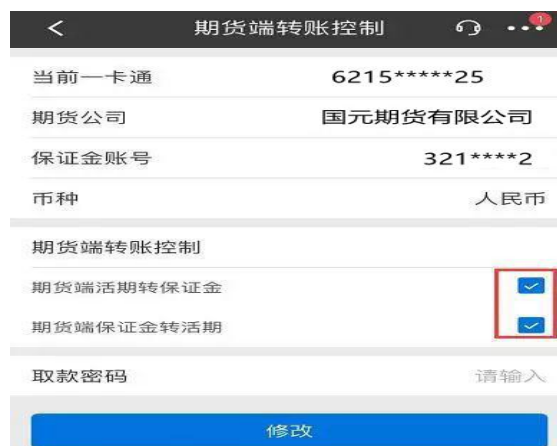 期货端转账控制
1
当前一卡通 6215*****25
期货公司 国元期货有限公司
保证金账号 321****2
币种 人民币
期货端转账控制
期货端活期转保证金
期货端保证金转活期
取款密码 请输入
修改